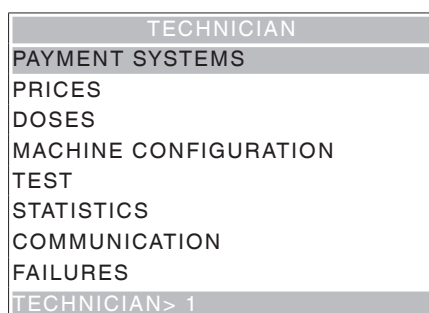 TECHNICIAN
PAYMENT SYSTEMS
PRICES
DOSES
MACHINE CONFIGURATION
TEST
STATISTICS
COMMUNICATION
FAILURES
TECHNICIAN> 1